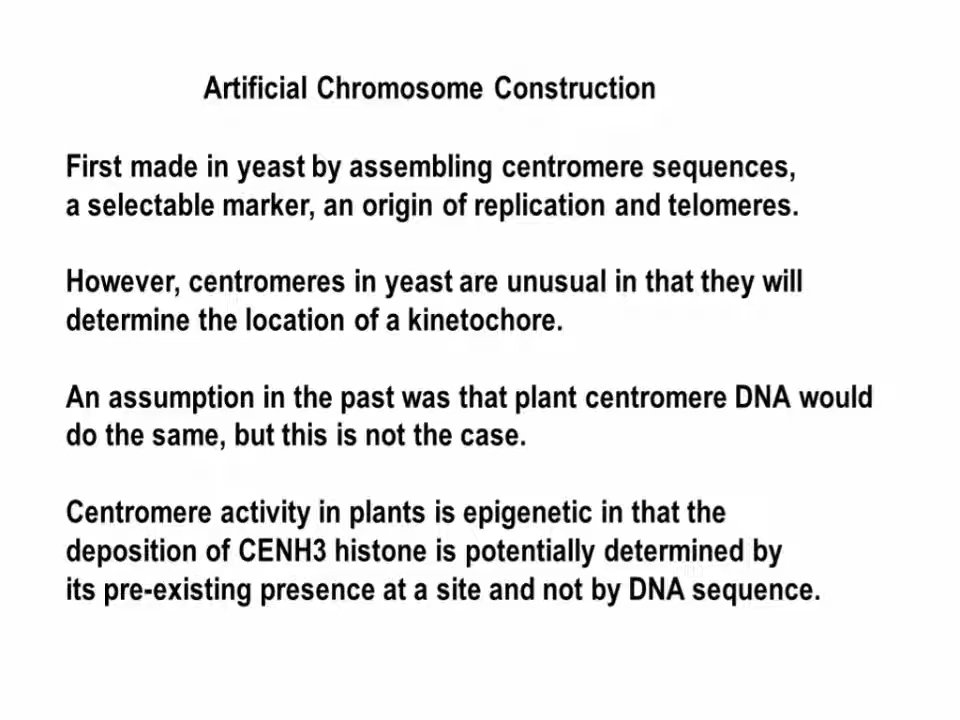 Artificial Chromosome Construction
First made in yeast by assembling centromere sequences,
a selectable marker, an origin of replication and telomeres.
However, centromeres in yeast are unusual in that they will
determine the location of a kinetochore.
An assumption in the past was that plant centromere DNA would
do the same, but this is not the case.
Centromere activity in plants is epigenetic in that the
deposition of CENH3 histone is potentially determined by
its pre-existing presence at a site and not by DNA sequence.